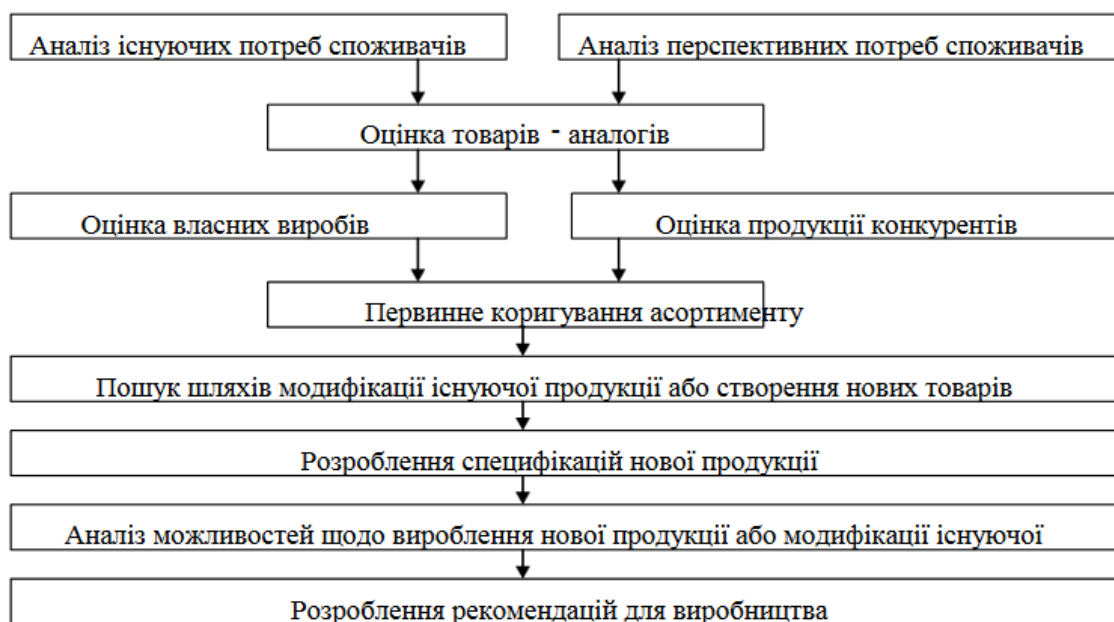 Аналіз існуючих потреб споживачів
Аналіз перспективних потреб споживачів
Оцінка товарів - аналогів
Оцінка власних виробів
Оцінка продукції конкурентів
Первинне коригування асортименту
Пошук шляхів модифікації існуючої продукції або створення нових товарів
Розроблення специфікацій нової продукції
Аналіз можливостей щодо вироблення нової продукції або модифікації існуючої
Розроблення рекомендацій для виробництва